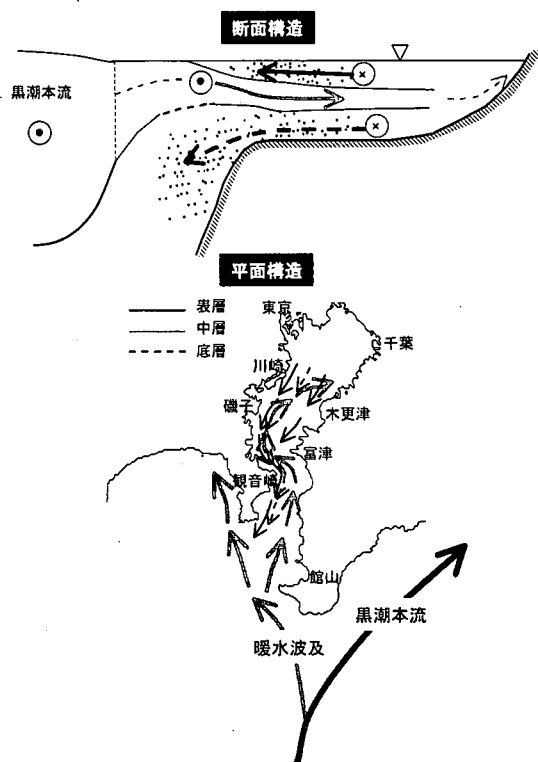 断面構造
黒潮本流
平面構造
表層
中層
底層
東京
千葉
川崎
磯子
木更津
富津
観音崎
館山
黒潮本流
暖水波及